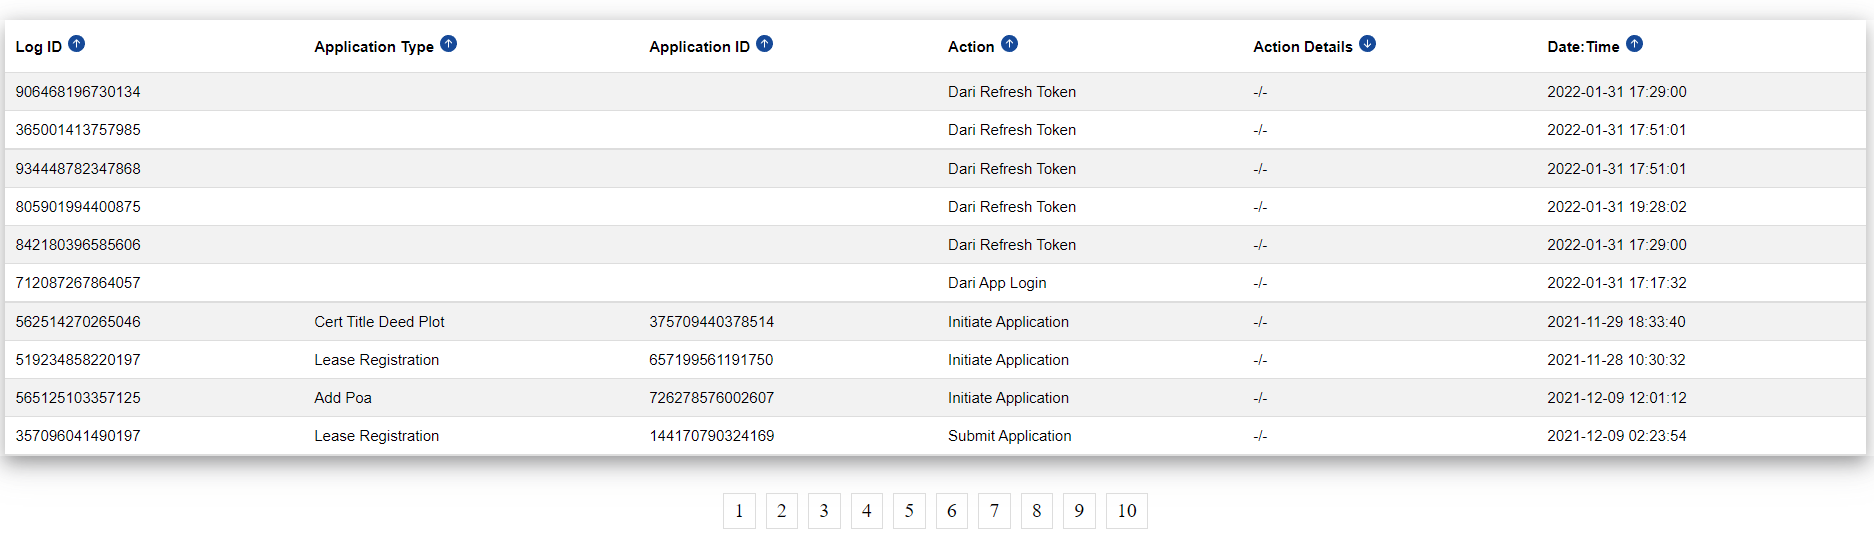 Log ID Application Type Application ID Action Action Details Date:Time
906468196730134 Dari Refresh Token -/- 2022-01-31 17:29:00
365001413757985 Dari Refresh Token -/- 2022-01-31 17:51:01
934448782347868 Dari Refresh Token -/- 2022-01-31 17:51:01
805901994400875 Dari Refresh Token -/- 2022-01-31 19:28:02
842180396585606 Dari Refresh Token -/- 2022-01-31 17:29:00
712087267864057 Dari App Login -/- 2022-01-31 17:17:32
562514270265046 Cert Title Deed Plot 375709440378514 Initiate Application -/- 2021-11-29 18:33:40
519234858220197 Lease Registration 657199561191750 Initiate Application -/- 2021-11-28 10:30:32
565125103357125 Add Poa 726278576002607 Initiate Application -/- 2021-12-09 12:01:12
357096041490197 Lease Registration 144170790324169 Submit Application -/- 2021-12-09 02:23:54
1 2 3 4 5 6 7 8 9 10